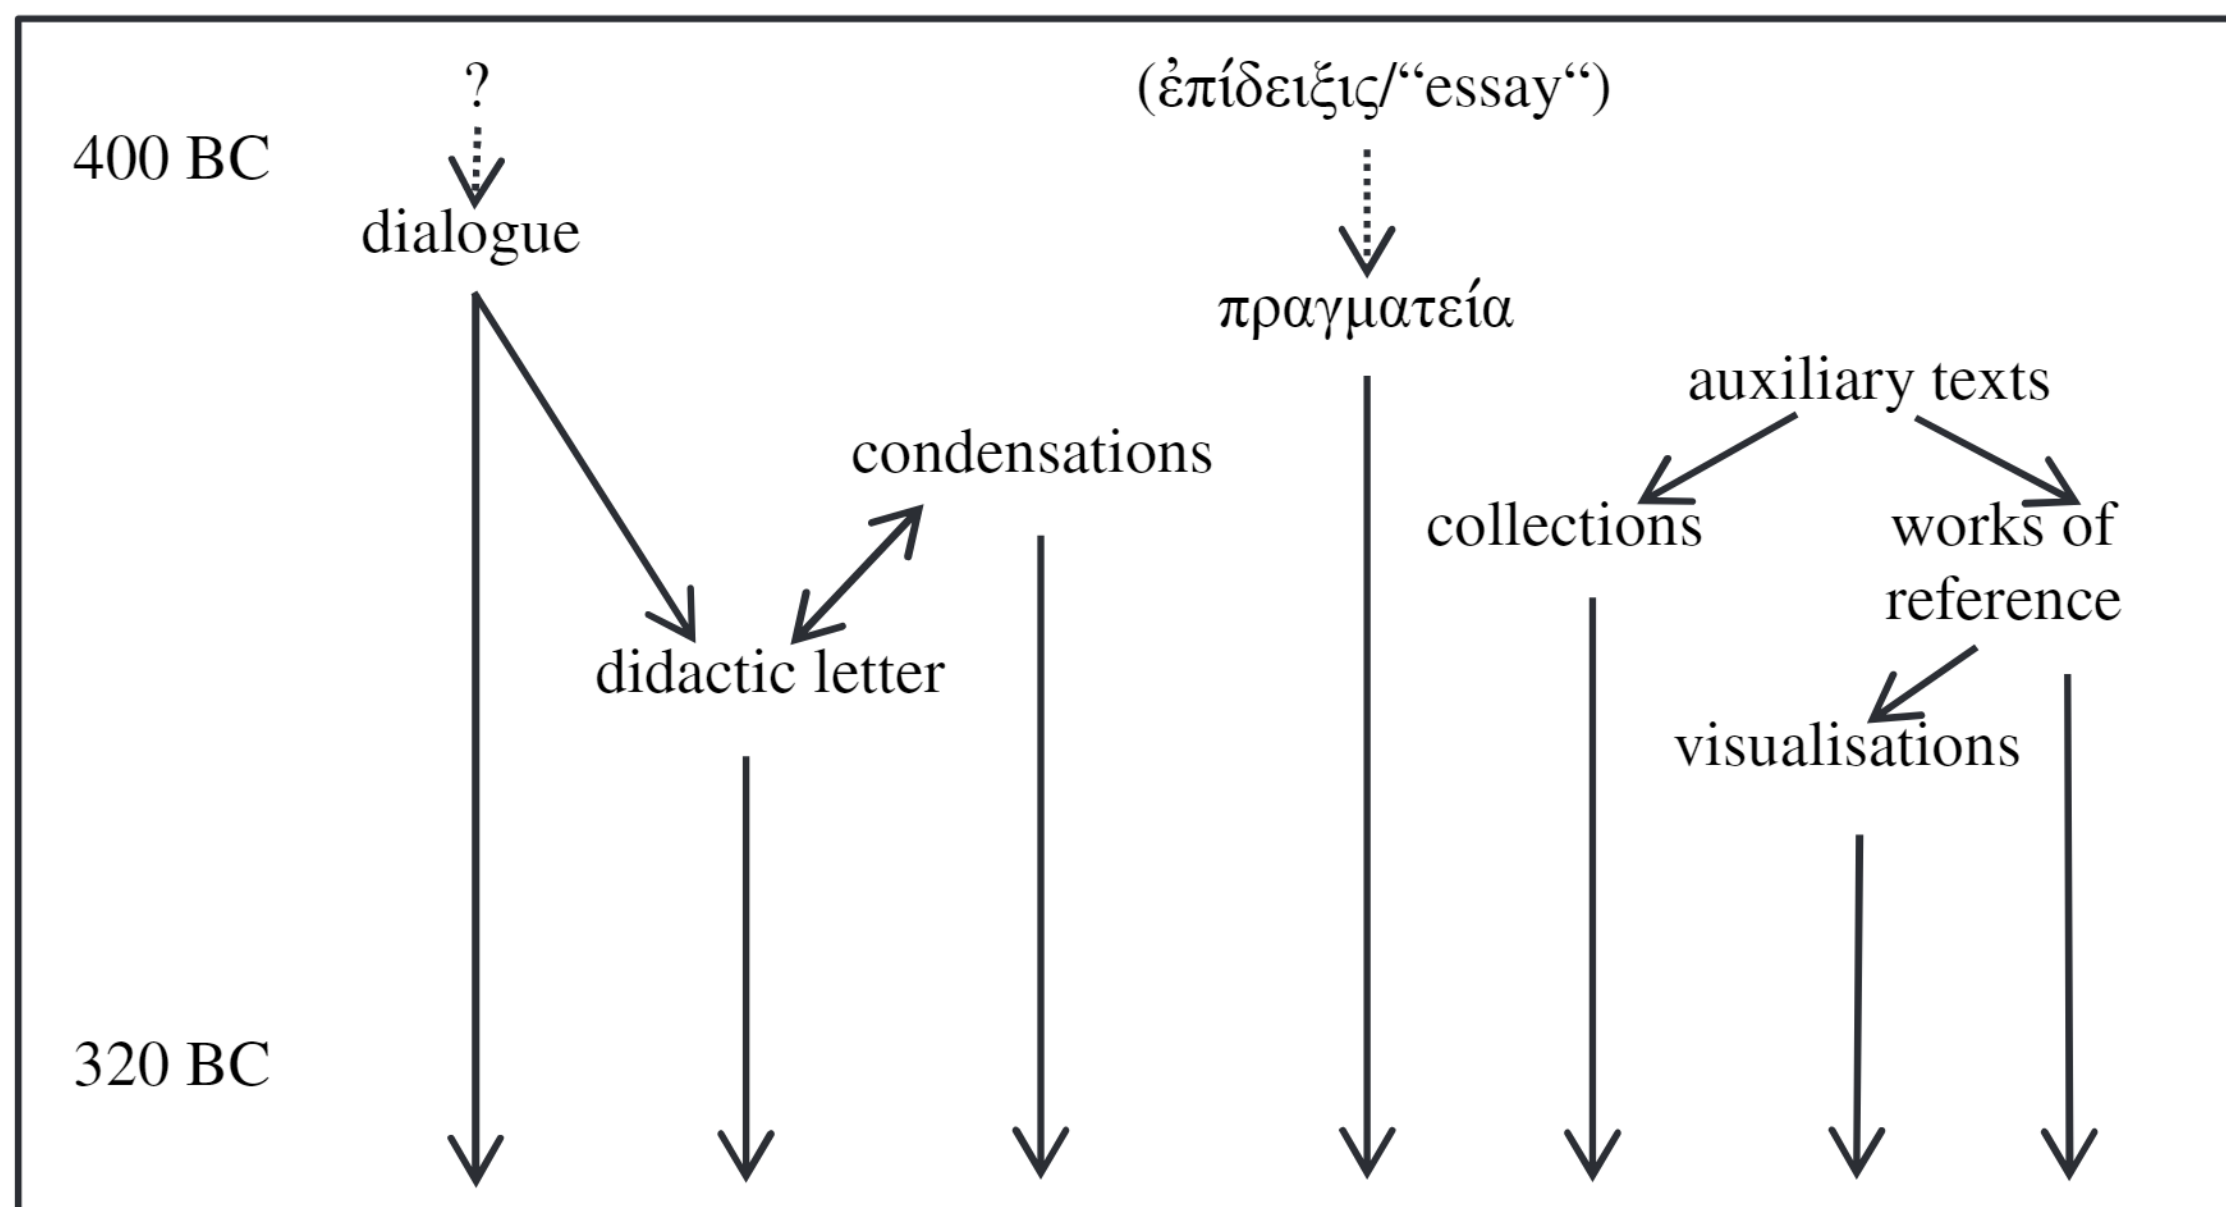 ?
(ἐπίδειξις/“essay“)
400 BC
dialogue
πραγματεία
auxiliary texts
condensations
collections
works of
reference
didactic letter
visualisations
320 BC